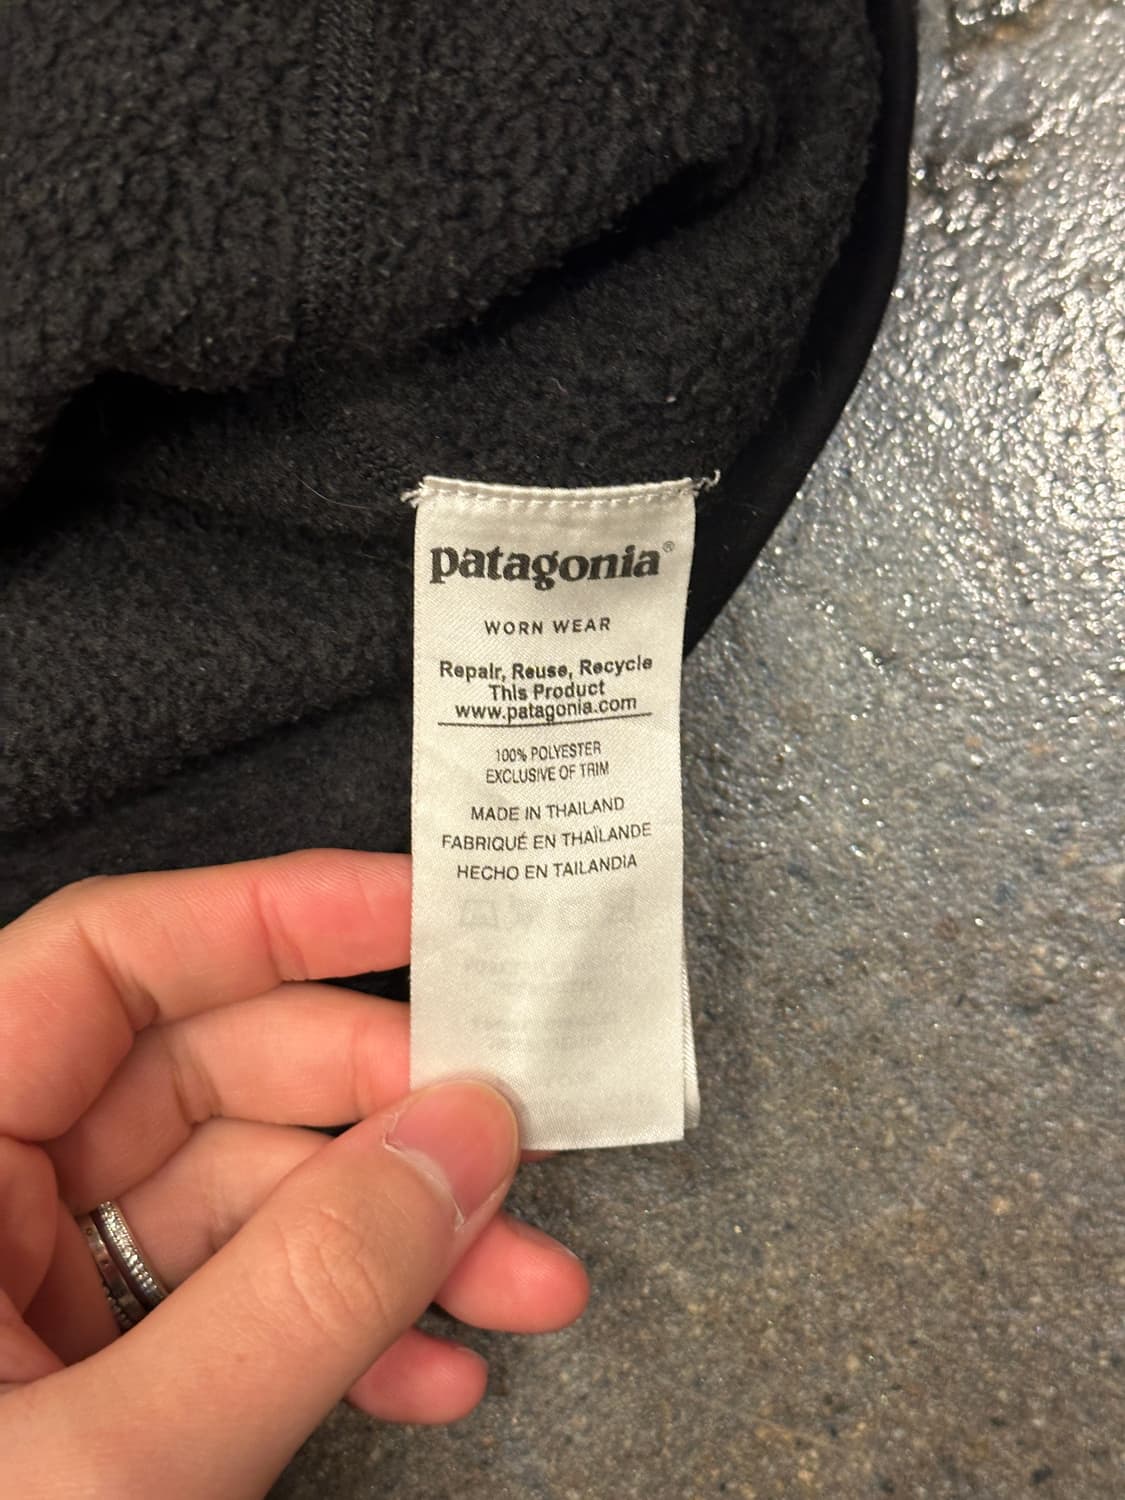 patagonia®
WORN WEAR
Repair, Reuse, Recycle
This Product
www.patagonia.com
100% POLYESTER
EXCLUSIVE OF TRIM
MADE IN THAILAND
FABRIQUÉ EN THAÏLANDE
HECHO EN TAILANDIA